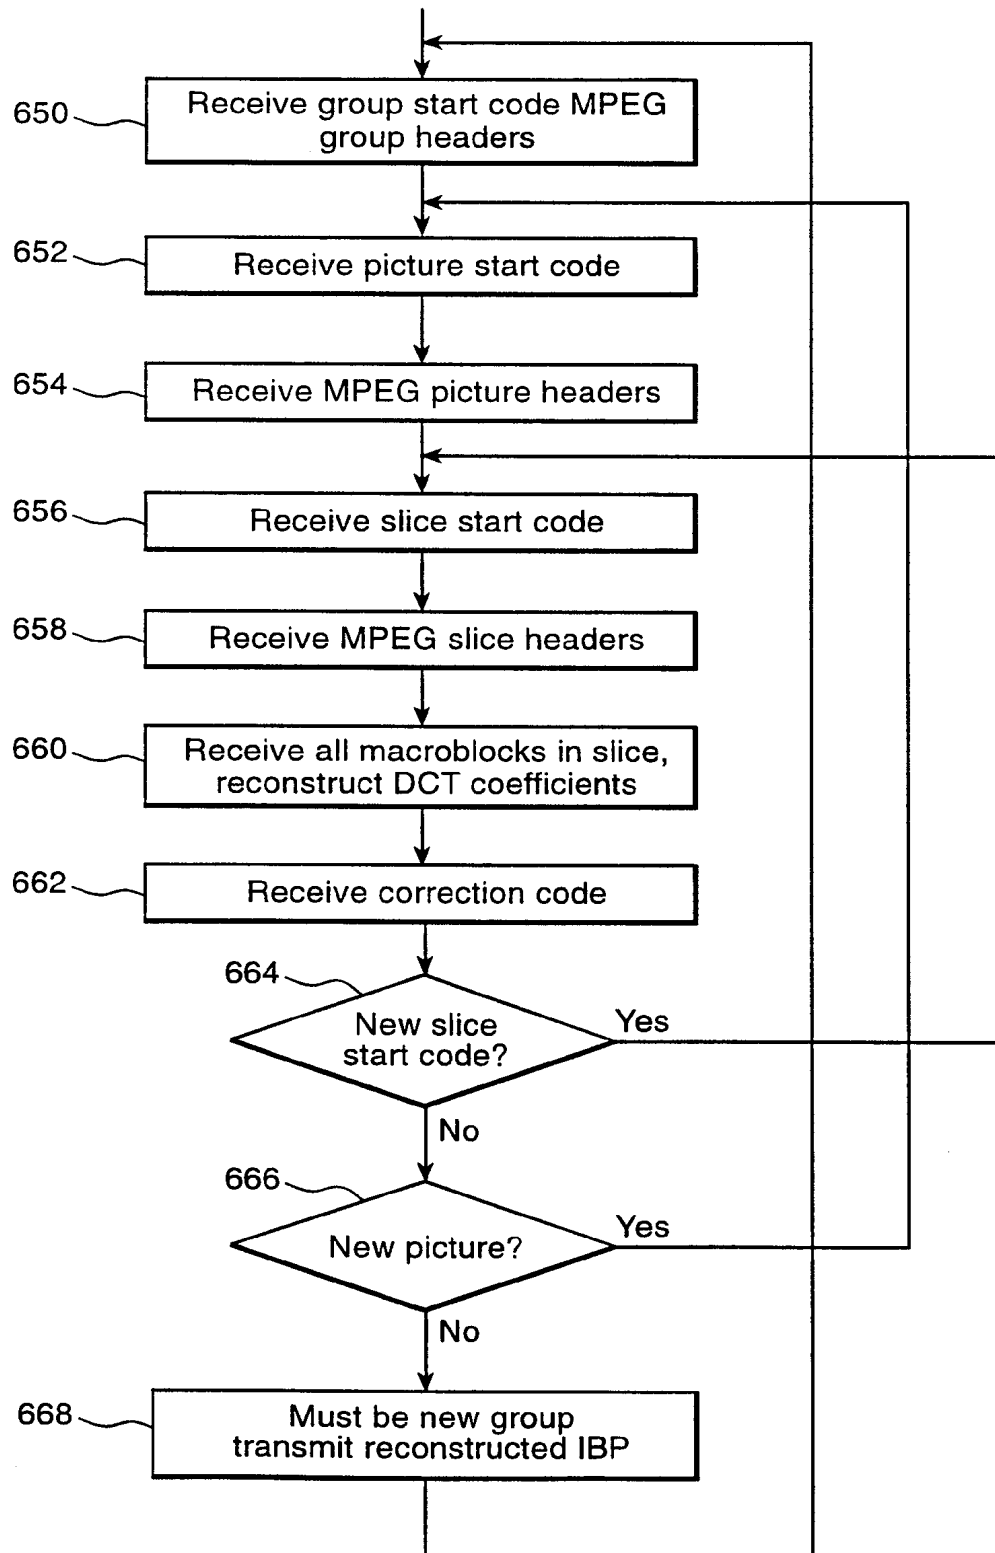 650
Receive group start code MPEG
group headers
652
Receive picture start code
654
Receive MPEG picture headers
656
Receive slice start code
658
Receive MPEG slice headers
660
Receive all macroblocks in slice,
reconstruct DCT coefficients
662
Receive correction code
664
New slice
start code?
Yes
No
666
New picture?
Yes
No
668
Must be new group
transmit reconstructed IBP